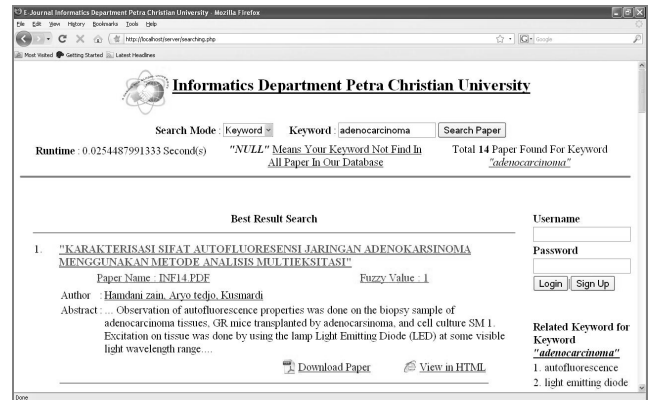 E-Journal Informatics Department Petra Christian University - Mozilla Firefox
File Edit View History Bookmarks Tools Help
http://localhost/server/searching.php
Google
Most Visited Getting Started Latest Headlines
Informatics Department Petra Christian University
Search Mode : Keyword Keyword : adenocarcinoma Search Paper
Runtime : 0.0254487991333 Second(s)
"NULL" Means Your Keyword Not Find In
All Paper In Our Database
Total 14 Paper Found For Keyword
"adenocarcinoma"
Best Result Search
1. "KARAKTERISASI SIFAT AUTOFLUORESENSI JARINGAN ADENOKARSINOMA
MENGGUNAKAN METODE ANALISIS MULTIEKSITASI"
Paper Name : INF14.PDF Fuzzy Value : 1
Author : Hamdani zain, Aryo tedjo, Kusmardi
Abstract : ... Observation of autofluorescence properties was done on the biopsy sample of
adenocarcinoma tissues, GR mice transplanted by adenocarsinoma, and cell culture SM 1.
Excitation on tissue was done by using the lamp Light Emitting Diode (LED) at some visible
light wavelength range....
Download Paper View in HTML
Username
Password
Login Sign Up
Related Keyword for
Keyword
"adenocarcinoma"
1. autofluorescence
2. light emitting diode
Done